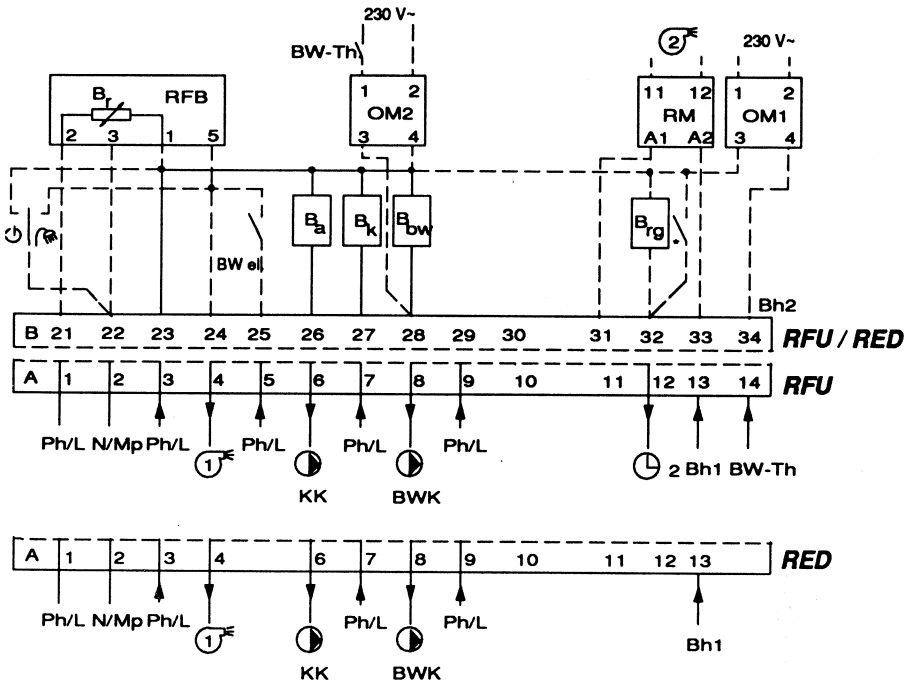 230 V~
BW-Th
2
230 V~
Br RFB
2 3 1 5
1 2
OM2
3 4
11 12
RM
A1 A2
1 2
OM1
3 4
G
BW el.
Ba
Bk
Bbw
Brg
*
Bh2
B 21 22 23 24 25 26 27 28 29 30 31 32 33 34 RFU / RED
A 1 2 3 4 5 6 7 8 9 10 11 12 13 14 RFU
Ph/L N/Mp Ph/L 1 Ph/L Ph/L Ph/L 2 Bh1 BW-Th
KK BWK
A 1 2 3 4 6 7 8 9 10 11 12 13 RED
Ph/L N/Mp Ph/L 1 Ph/L Ph/L Bh1
KK BWK